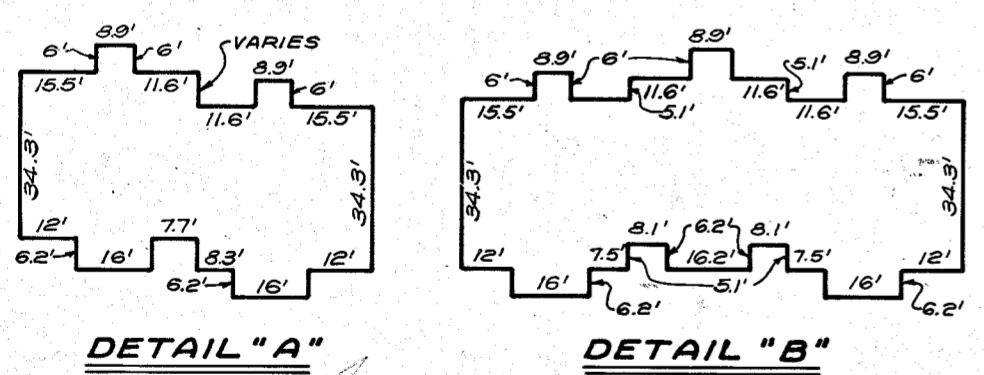 8.9'
6' 6' VARIES
15.5' 11.6' 8.9'
6'
11.6' 15.5'
34.3' 34.3'
12' 7.7'
6.2' 16' 8.3' 12'
6.2' 16'
DETAIL "A"
8.9'
8.9' 6' 5.1' 8.9'
6' 6'
15.5' 11.6' 11.6' 11.6' 15.5'
5.1'
34.3' 34.3'
8.1' 6.2' 8.1'
12' 7.5' 16.2' 7.5' 12'
16' 5.1' 16'
6.2' 6.2'
DETAIL "B"